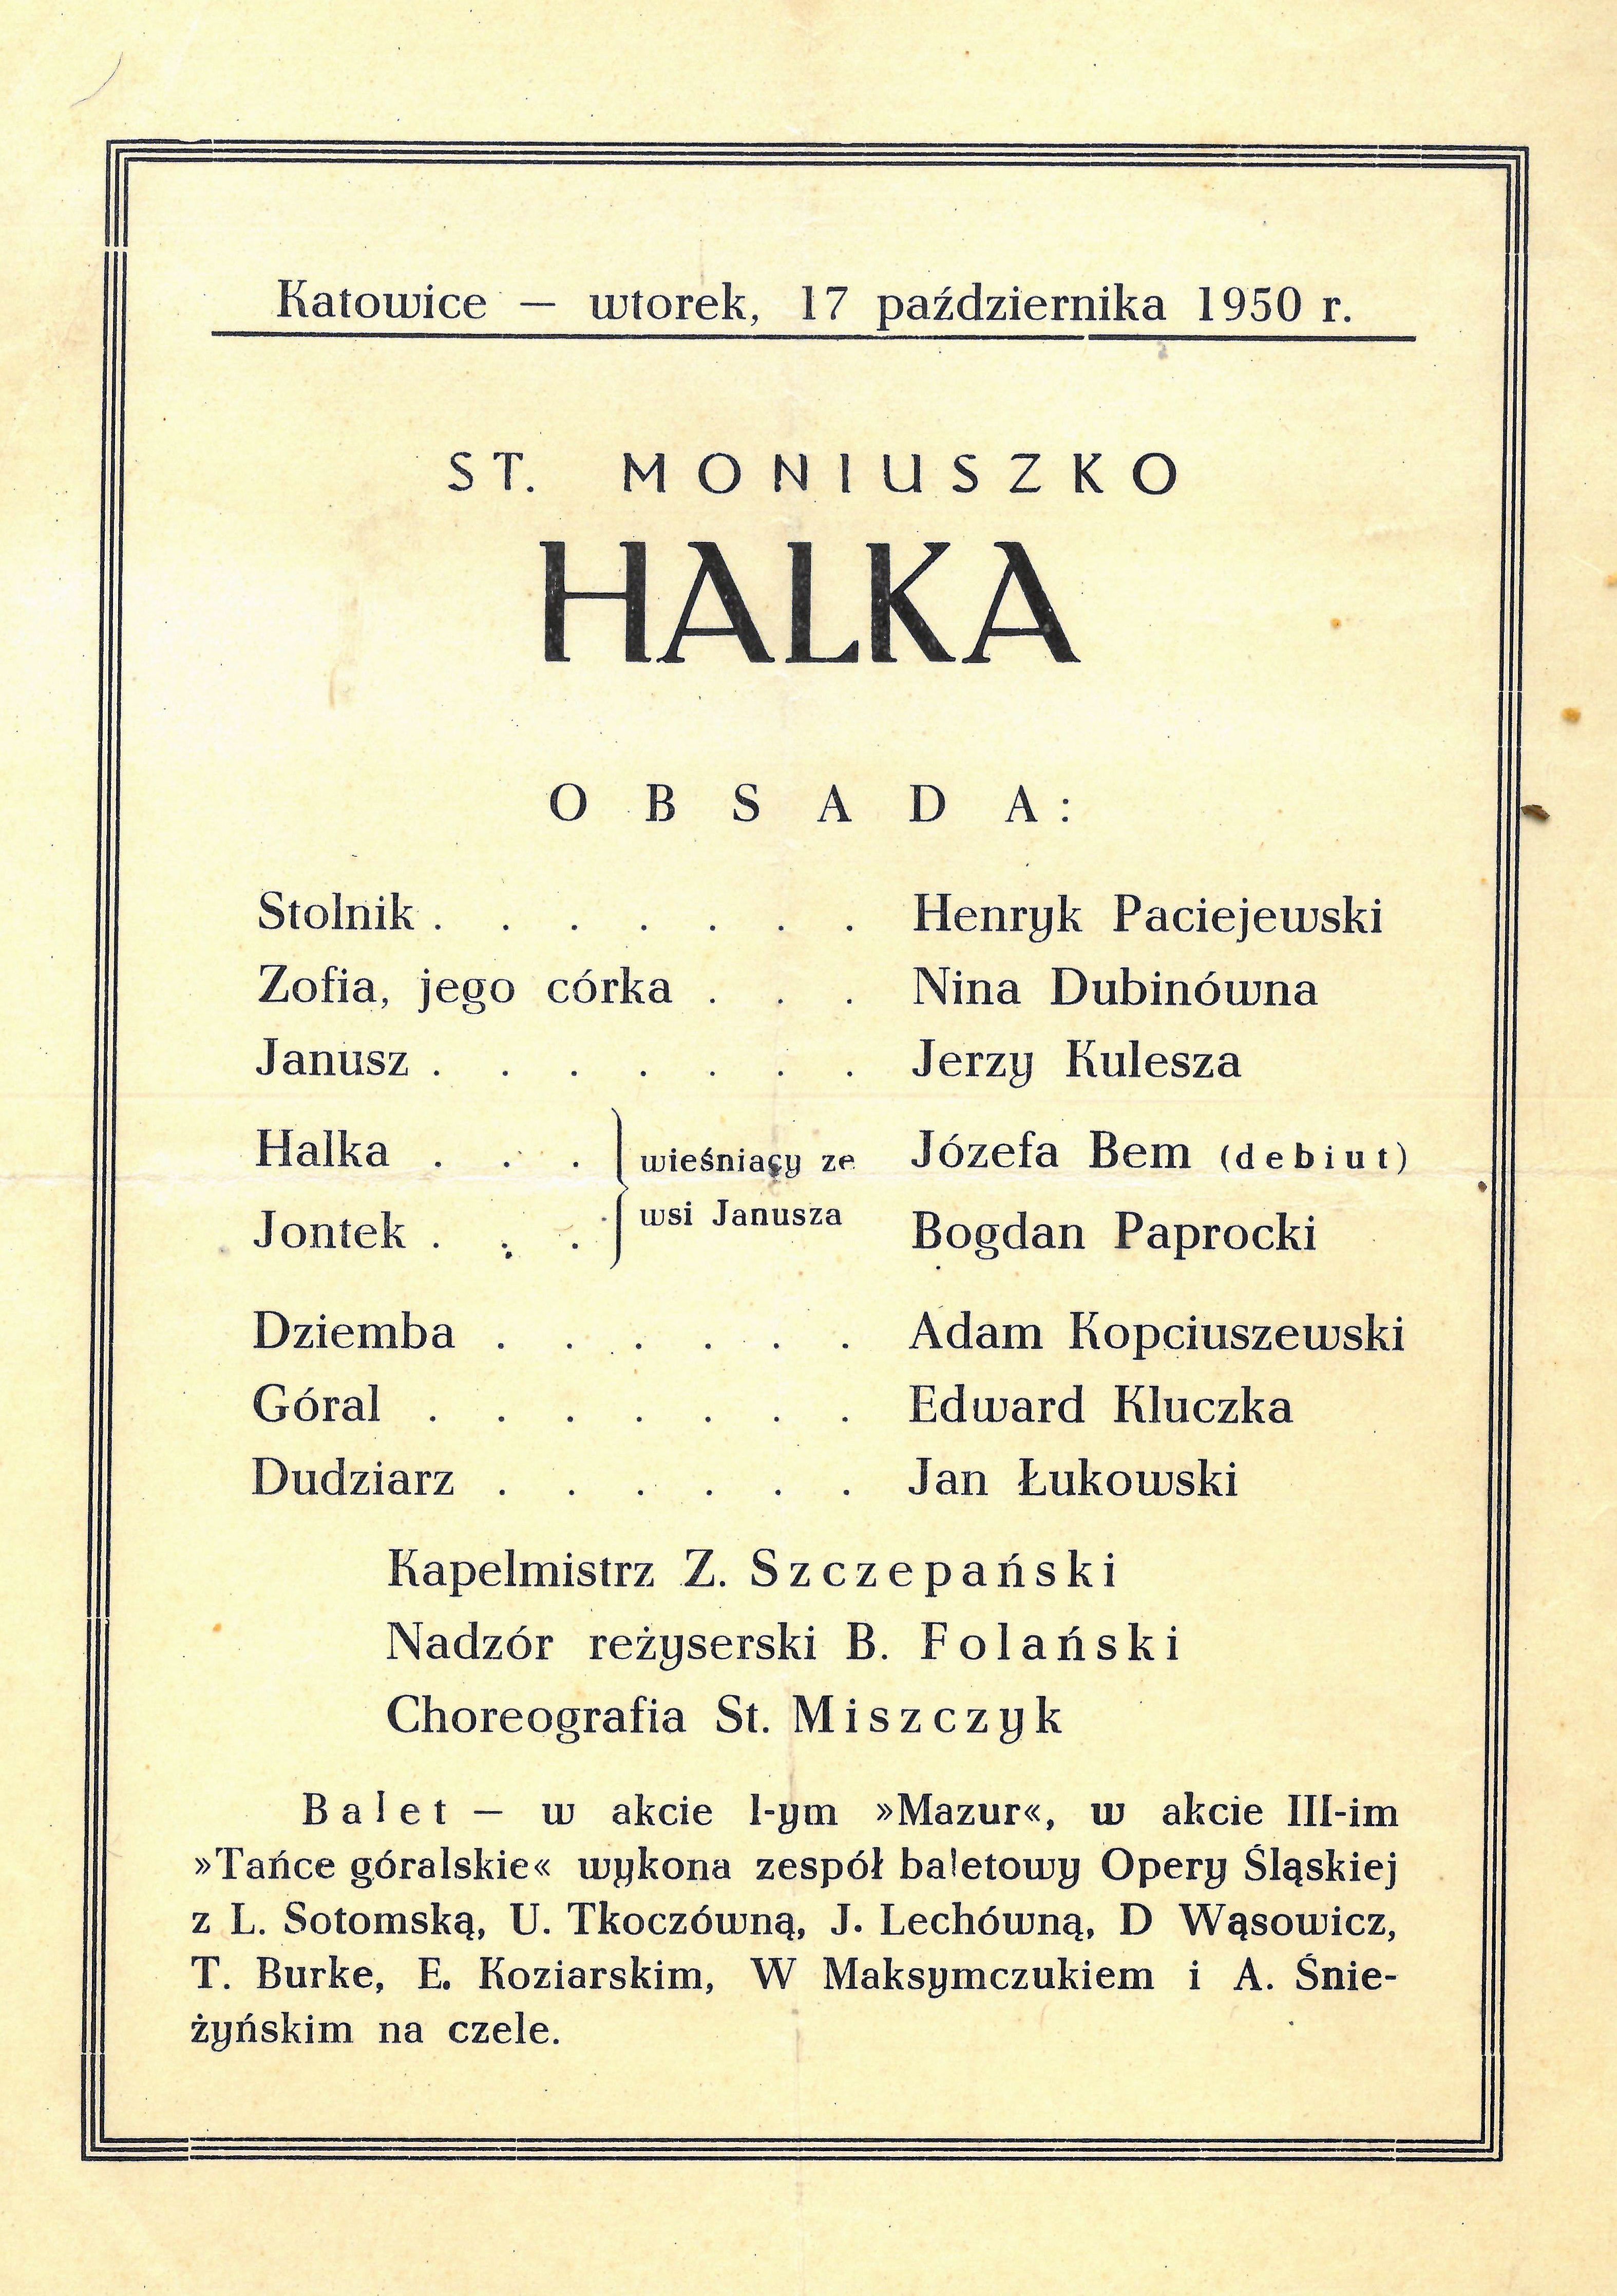 Katowice — wtorek, 17 października 1950 r.
ST. MONIUSZKO
HALKA
OBSADA:
Stolnik . . . . . . . Henryk Paciejewski
Zofia, jego córka . . . Nina Dubinówna
Janusz . . . . . . . Jerzy Kulesza
Halka . . . } wieśniacy ze Józefa Bem (debiut)
Jontek . . . } wsi Janusza Bogdan Paprocki
Dziemba . . . . . . Adam Kopciuszewski
Góral . . . . . . . Edward Kluczka
Dudziarz . . . . . . Jan Łukowski
Kapelmistrz Z. Szczepański
Nadzór reżyserski B. Folański
Choreografia St. Miszczyk
Balet — w akcie I-ym »Mazur«, w akcie III-im
»Tańce góralskie« wykona zespół baletowy Opery Śląskiej
z L. Sotomską, U. Tkoczówną, J. Lechówną, D Wąsowicz,
T. Burke, E. Koziarskim, W Maksymczukiem i A. Śnie-
żyńskim na czele.